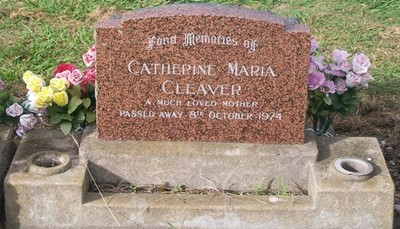 Fond Memories of
CATHERINE MARIA
CLEAVER
A MUCH LOVED MOTHER
PASSED AWAY 8TH OCTOBER 1974